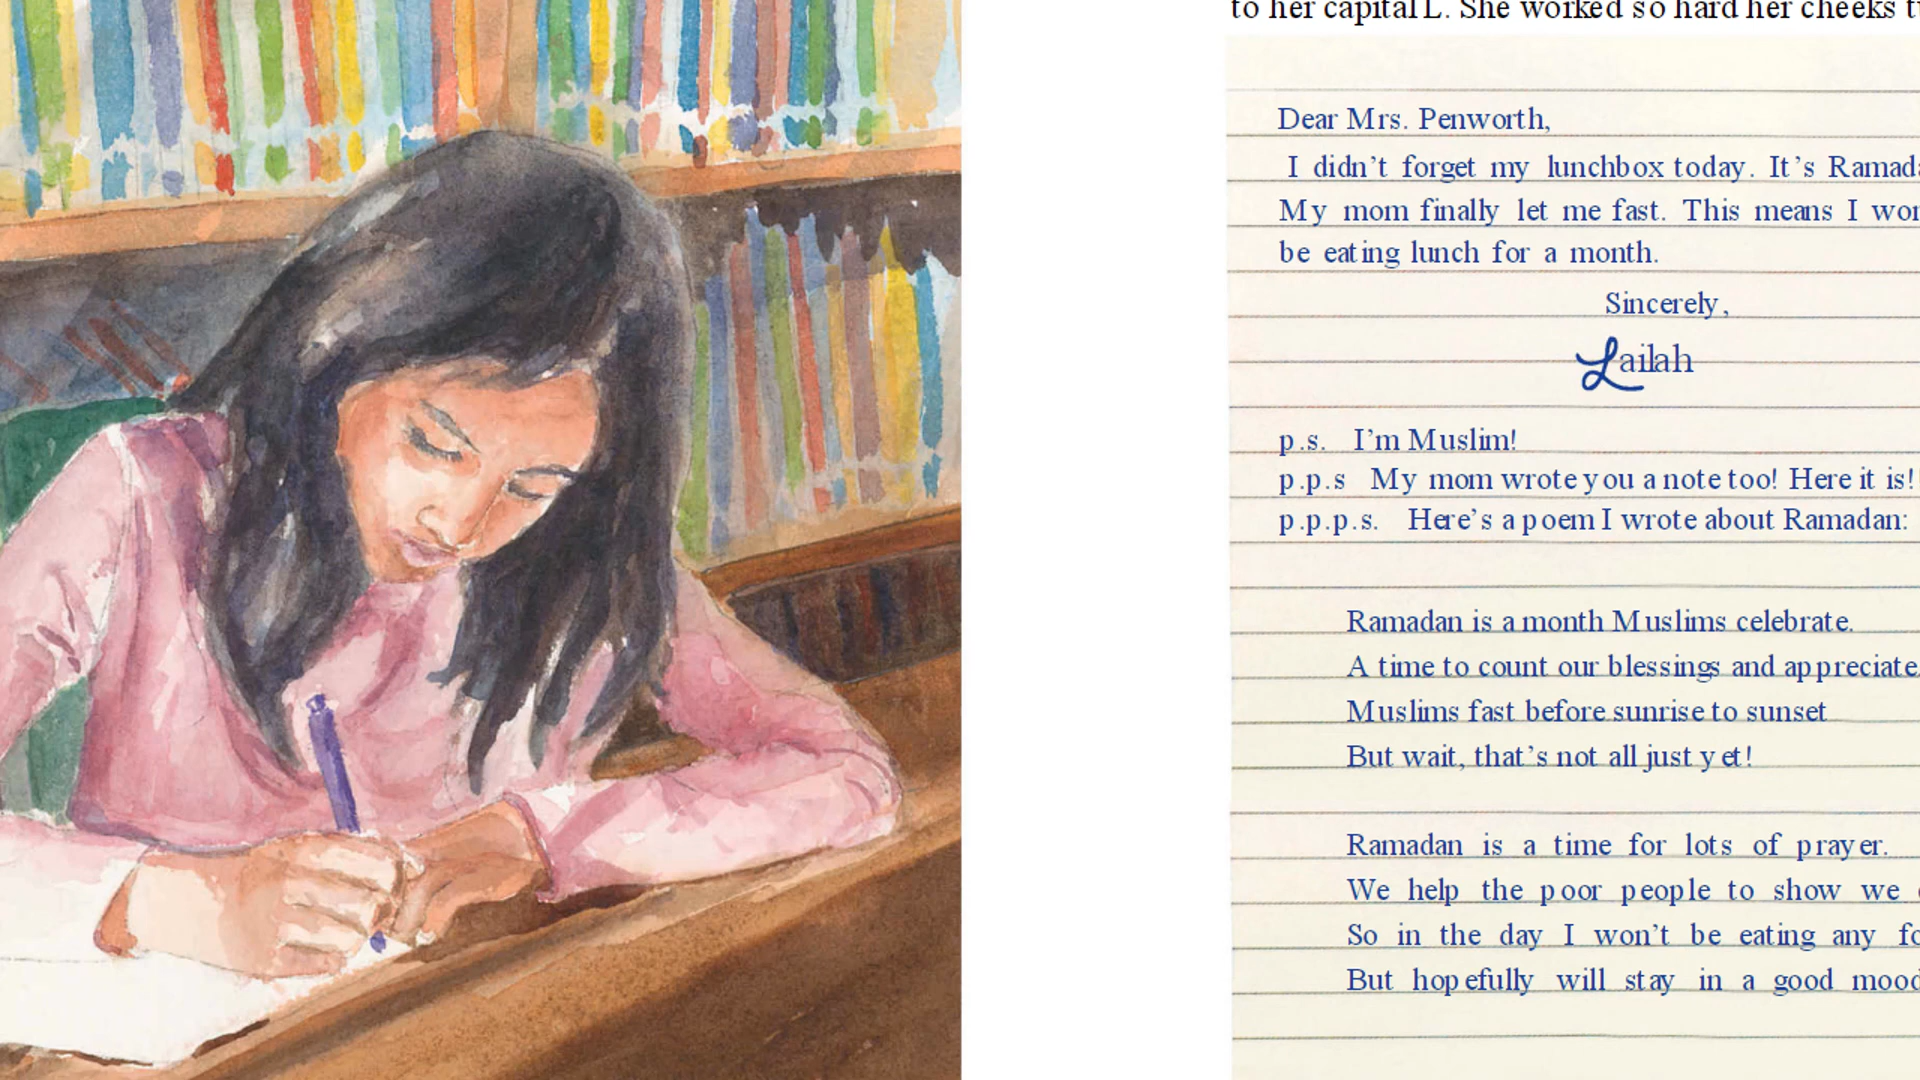 to her capital L. She worked so hard her cheeks
Dear Mrs. Penworth,
I didn't forget my lunchbox today. It's
My mom finally let me fast. This means I
be eating lunch for a month.
Sincerely,
Lailah
p.s. I'm Muslim!
p.p.s My mom wrote you a note too! Here it is!
p.p.p.s. Here's a poem I wrote about Ramadan:
Ramadan is a month Muslims celebrate.
A time to count our blessings and appreciate
Muslims fast before sunrise to sunset
But wait, that's not all just yet!
Ramadan is a time for lots of prayer.
We help the poor people to show we
So in the day I won't be eating any
But hopefully will stay in a good mood